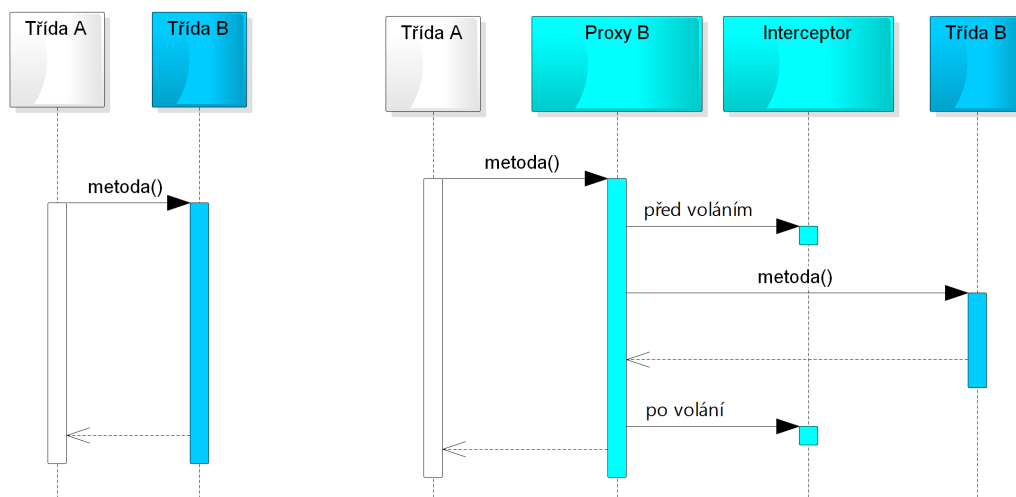 Třída A
Třída B
metoda()
Třída A
Proxy B
Interceptor
Třída B
metoda()
před voláním
metoda()
po volání